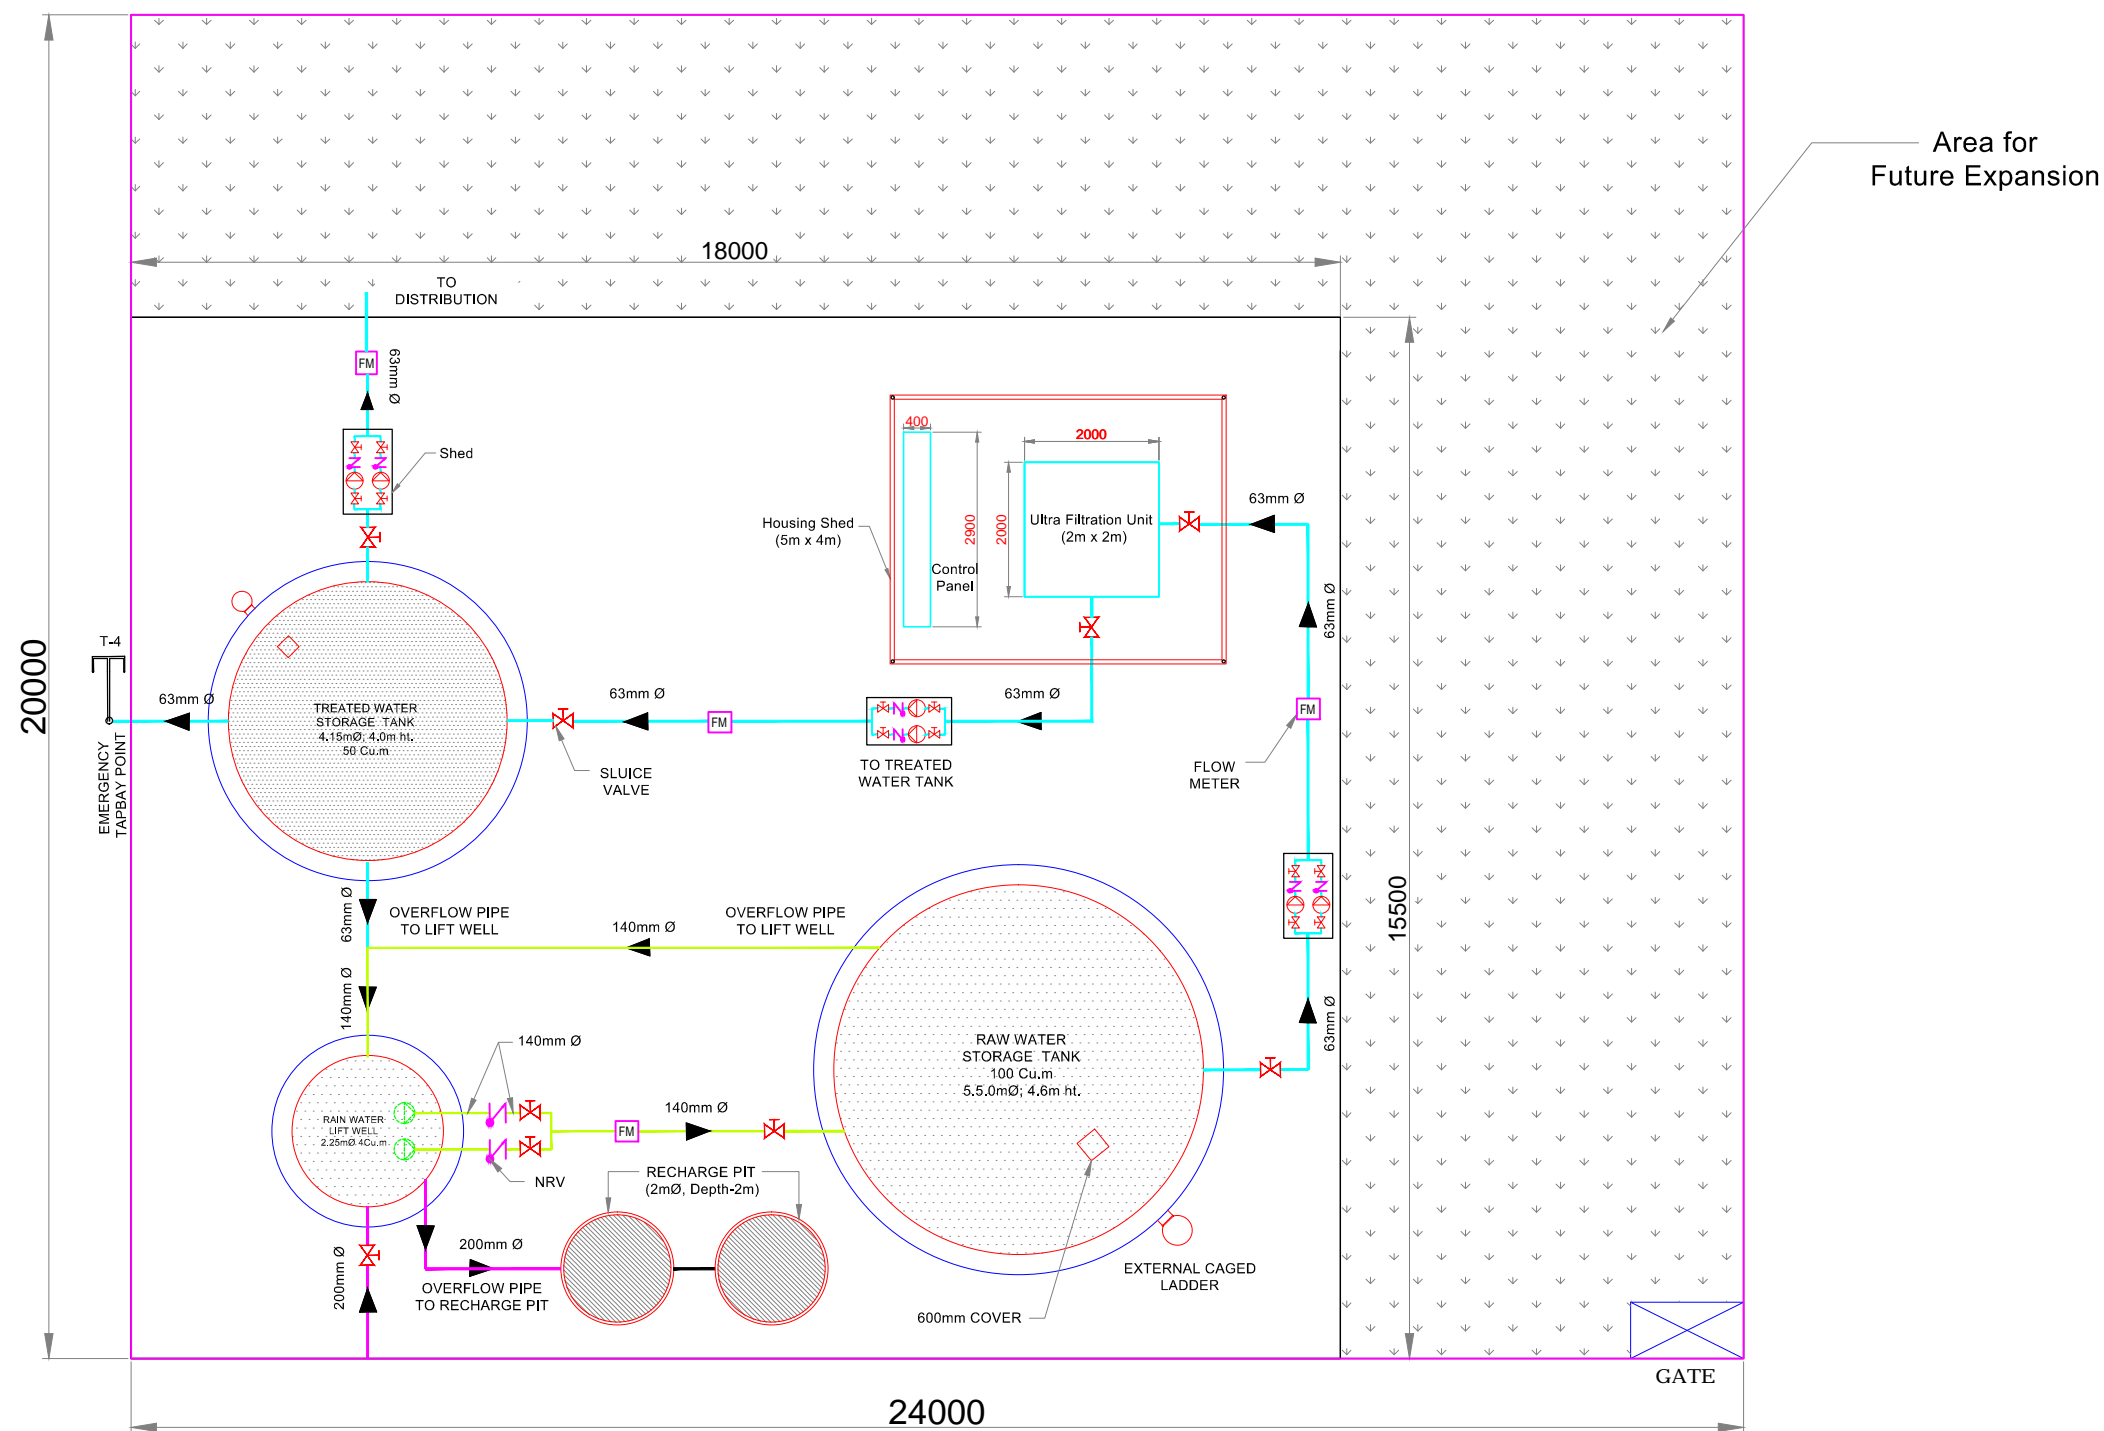 Area for
Future Expansion
18000
TO
DISTRIBUTION
FM
63mm Ø
Shed
400
2000
2900
2000
Ultra Filtration Unit
(2m x 2m)
Control
Panel
Housing Shed
(5m x 4m)
63mm Ø
63mm Ø
20000
T-4
63mm Ø
EMERGENCY
TAPBAY POINT
TREATED WATER
STORAGE TANK
4.15mØ; 4.0m ht.
50 Cu.m
63mm Ø
FM
63mm Ø
FM
SLUICE
VALVE
TO TREATED
WATER TANK
FLOW
METER
15500
63mm Ø
OVERFLOW PIPE
TO LIFT WELL
140mm Ø
OVERFLOW PIPE
TO LIFT WELL
140mm Ø
63mm Ø
140mm Ø
RAW WATER
STORAGE TANK
100 Cu.m
5.5.0mØ; 4.6m ht.
RAIN WATER
LIFT WELL
2.25mØ 4Cu.m
FM
140mm Ø
NRV
RECHARGE PIT
(2mØ, Depth-2m)
200mm Ø
200mm Ø
OVERFLOW PIPE
TO RECHARGE PIT
EXTERNAL CAGED
LADDER
600mm COVER
GATE
24000